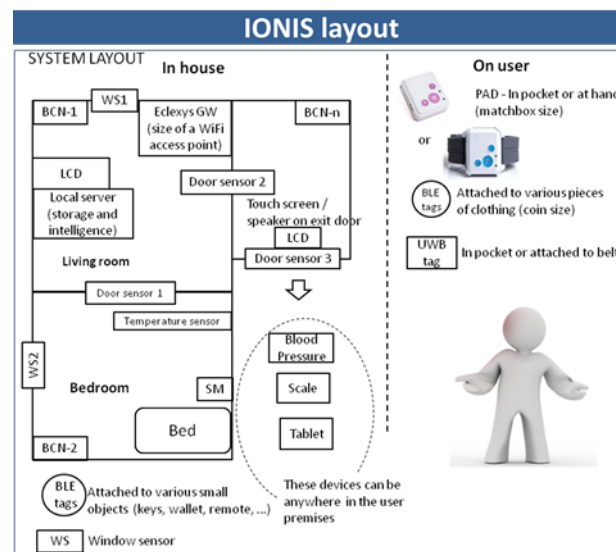 IONIS layout
SYSTEM LAYOUT
In house
BCN-1
WS1
Eclexys GW
(size of a WiFi
access point)
BCN-n
LCD
Local server
(storage and
intelligence)
Door sensor 2
Touch screen /
speaker on exit door
LCD
Living room
Door sensor 3
Door sensor 1
Temperature sensor
WS2
Bedroom
SM
Bed
BCN-2
Blood
Pressure
Scale
Tablet
These devices can be
anywhere in the user
premises
BLE
tags
Attached to various small
objects (keys, wallet, remote, ...)
WS
Window sensor
On user
PAD - In pocket or at hand
(matchbox size)
or
BLE
tags
Attached to various pieces
of clothing (coin size)
UWB
tag
In pocket or attached to belt